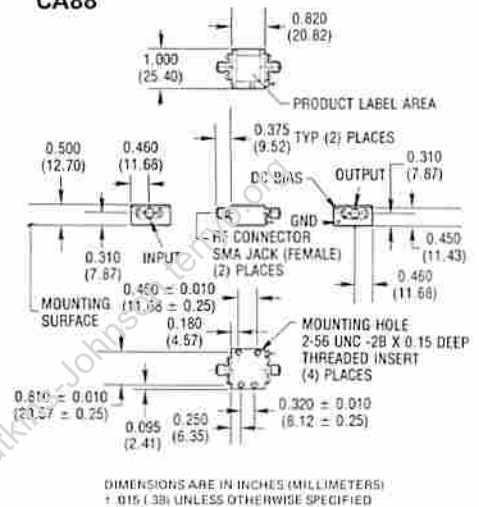 CA88
0.820
(20.82)
1.000
(25.40)
PRODUCT LABEL AREA
0.375 TYP (2) PLACES
(9.52)
0.500
(12.70)
0.460
(11.68)
DC BIAS
OUTPUT
0.310
(7.87)
GND
0.310
(7.87)
INPUT
RF CONNECTOR
SMA JACK (FEMALE)
(2) PLACES
0.450
(11.43)
0.460
(11.68)
MOUNTING
SURFACE
0.460 ± 0.010
(11.68 ± 0.25)
0.180
(4.57)
MOUNTING HOLE
2-56 UNC -2B X 0.15 DEEP
THREADED INSERT
(4) PLACES
0.810 ± 0.010
(20.57 ± 0.25)
0.095
(2.41)
0.250
(6.35)
0.320 ± 0.010
(8.12 ± 0.25)
DIMENSIONS ARE IN INCHES (MILLIMETERS)
± .015 (.38) UNLESS OTHERWISE SPECIFIED